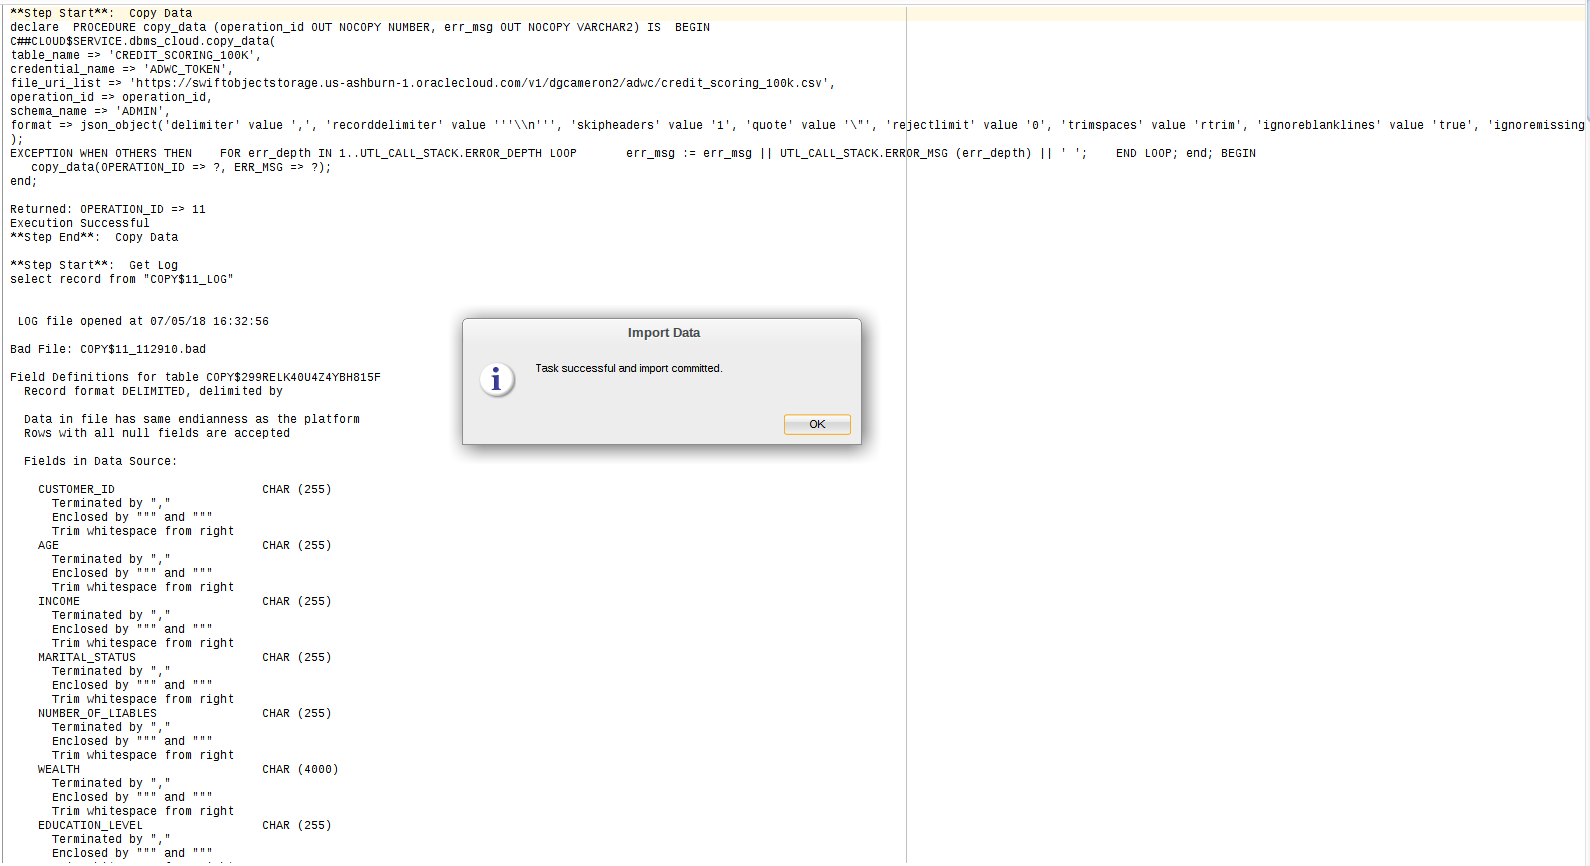 **Step Start**:  Copy Data
declare  PROCEDURE copy_data (operation_id OUT NOCOPY NUMBER, err_msg OUT NOCOPY VARCHAR2) IS  BEGIN
C##CLOUD$SERVICE.dbms_cloud.copy_data(
table_name => 'CREDIT_SCORING_100K',
credential_name => 'ADWC_TOKEN',
file_uri_list => 'https://swiftobjectstorage.us-ashburn-1.oraclecloud.com/v1/dgcameron2/adwc/credit_scoring_100k.csv',
operation_id => operation_id,
schema_name => 'ADMIN',
format => json_object('delimiter' value ',', 'recorddelimiter' value '''\\n''', 'skipheaders' value '1', 'quote' value '\"', 'rejectlimit' value '0', 'trimspaces' value 'rtrim', 'ignoreblanklines' value 'true', 'ignoremissing
);
EXCEPTION WHEN OTHERS THEN    FOR err_depth IN 1..UTL_CALL_STACK.ERROR_DEPTH LOOP       err_msg := err_msg || UTL_CALL_STACK.ERROR_MSG (err_depth) || ' ';    END LOOP; end; BEGIN
   copy_data(OPERATION_ID => ?, ERR_MSG => ?);
end;
Returned: OPERATION_ID => 11
Execution Successful
**Step End**:  Copy Data
**Step Start**:  Get Log
select record from "COPY$11_LOG"
 LOG file opened at 07/05/18 16:32:56
Bad File: COPY$11_112910.bad
Field Definitions for table COPY$299RELK40U4Z4YBH815F
  Record format DELIMITED, delimited by
  Data in file has same endianness as the platform
  Rows with all null fields are accepted
  Fields in Data Source:
    CUSTOMER_ID                     CHAR (255)
      Terminated by ","
      Enclosed by """ and """
      Trim whitespace from right
    AGE                             CHAR (255)
      Terminated by ","
      Enclosed by """ and """
      Trim whitespace from right
    INCOME                          CHAR (255)
      Terminated by ","
      Enclosed by """ and """
      Trim whitespace from right
    MARITAL_STATUS                  CHAR (255)
      Terminated by ","
      Enclosed by """ and """
      Trim whitespace from right
    NUMBER_OF_LIABLES               CHAR (255)
      Terminated by ","
      Enclosed by """ and """
      Trim whitespace from right
    WEALTH                          CHAR (4000)
      Terminated by ","
      Enclosed by """ and """
      Trim whitespace from right
    EDUCATION_LEVEL                 CHAR (255)
      Terminated by ","
      Enclosed by """ and """
Import Data
Task successful and import committed.
OK